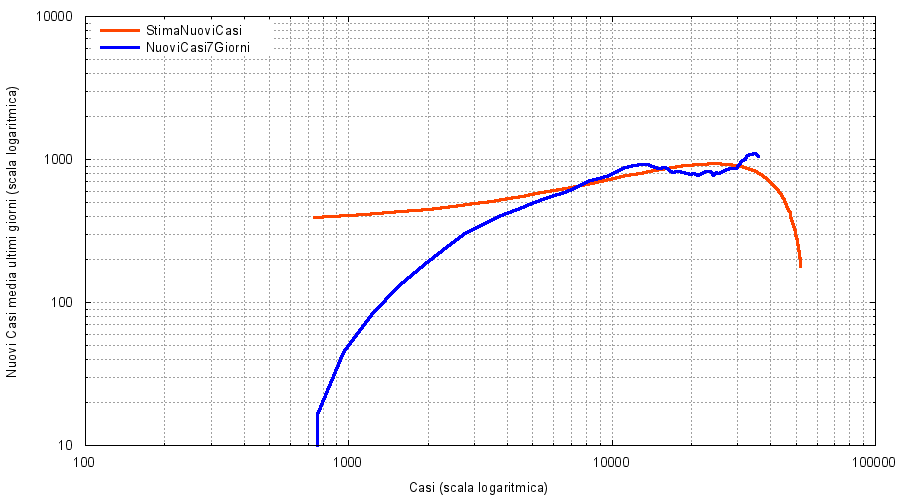 10000
StimaNuoviCasi
NuoviCasi7Giorni
1000
100
10
100
1000
10000
100000
Casi (scala logaritmica)
Nuovi Casi media ultimi giorni (scala logaritmica)